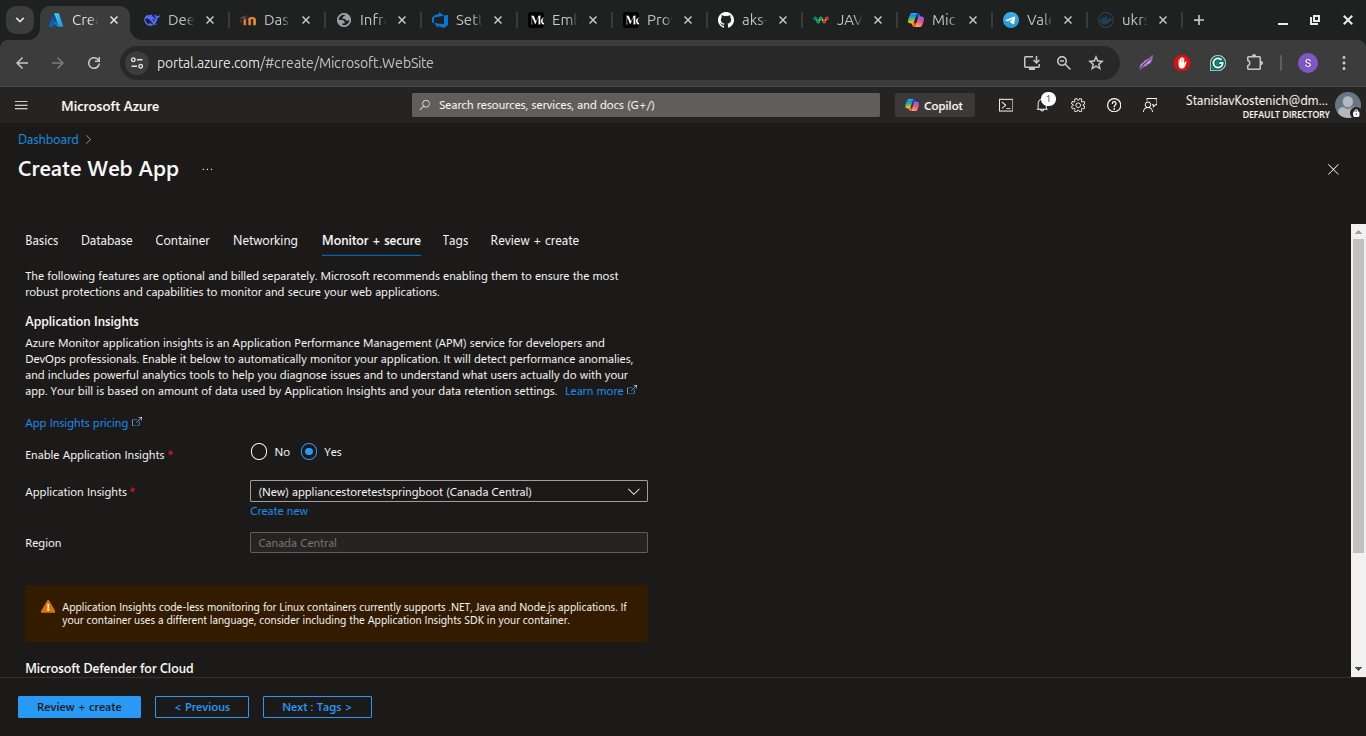 Crea
Dee
Das
Infra
Sett
Emb
Pro
aks-
JAV
Mic
Vale
ukrs
portal.azure.com/#create/Microsoft.WebSite
S
Microsoft Azure
Search resources, services, and docs (G+/)
Copilot
1
StanislavKostenich@dm...
DEFAULT DIRECTORY
Dashboard
Create Web App
...
Basics Database Container Networking Monitor + secure Tags Review + create
The following features are optional and billed separately. Microsoft recommends enabling them to ensure the most
robust protections and capabilities to monitor and secure your web applications.
Application Insights
Azure Monitor application insights is an Application Performance Management (APM) service for developers and
DevOps professionals. Enable it below to automatically monitor your application. It will detect performance anomalies,
and includes powerful analytics tools to help you diagnose issues and to understand what users actually do with your
app. Your bill is based on amount of data used by Application Insights and your data retention settings. Learn more
App Insights pricing
Enable Application Insights * No Yes
Application Insights * (New) appliancestoretestspringboot (Canada Central)
Create new
Region Canada Central
Application Insights code-less monitoring for Linux containers currently supports .NET, Java and Node.js applications. If
your container uses a different language, consider including the Application Insights SDK in your container.
Microsoft Defender for Cloud
Review + create < Previous Next : Tags >